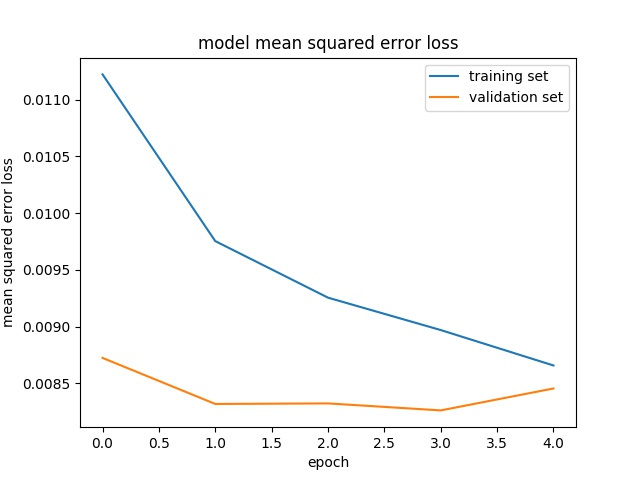 model mean squared error loss
training set
validation set
mean squared error loss
0.0110
0.0105
0.0100
0.0095
0.0090
0.0085
0.0 0.5 1.0 1.5 2.0 2.5 3.0 3.5 4.0
epoch